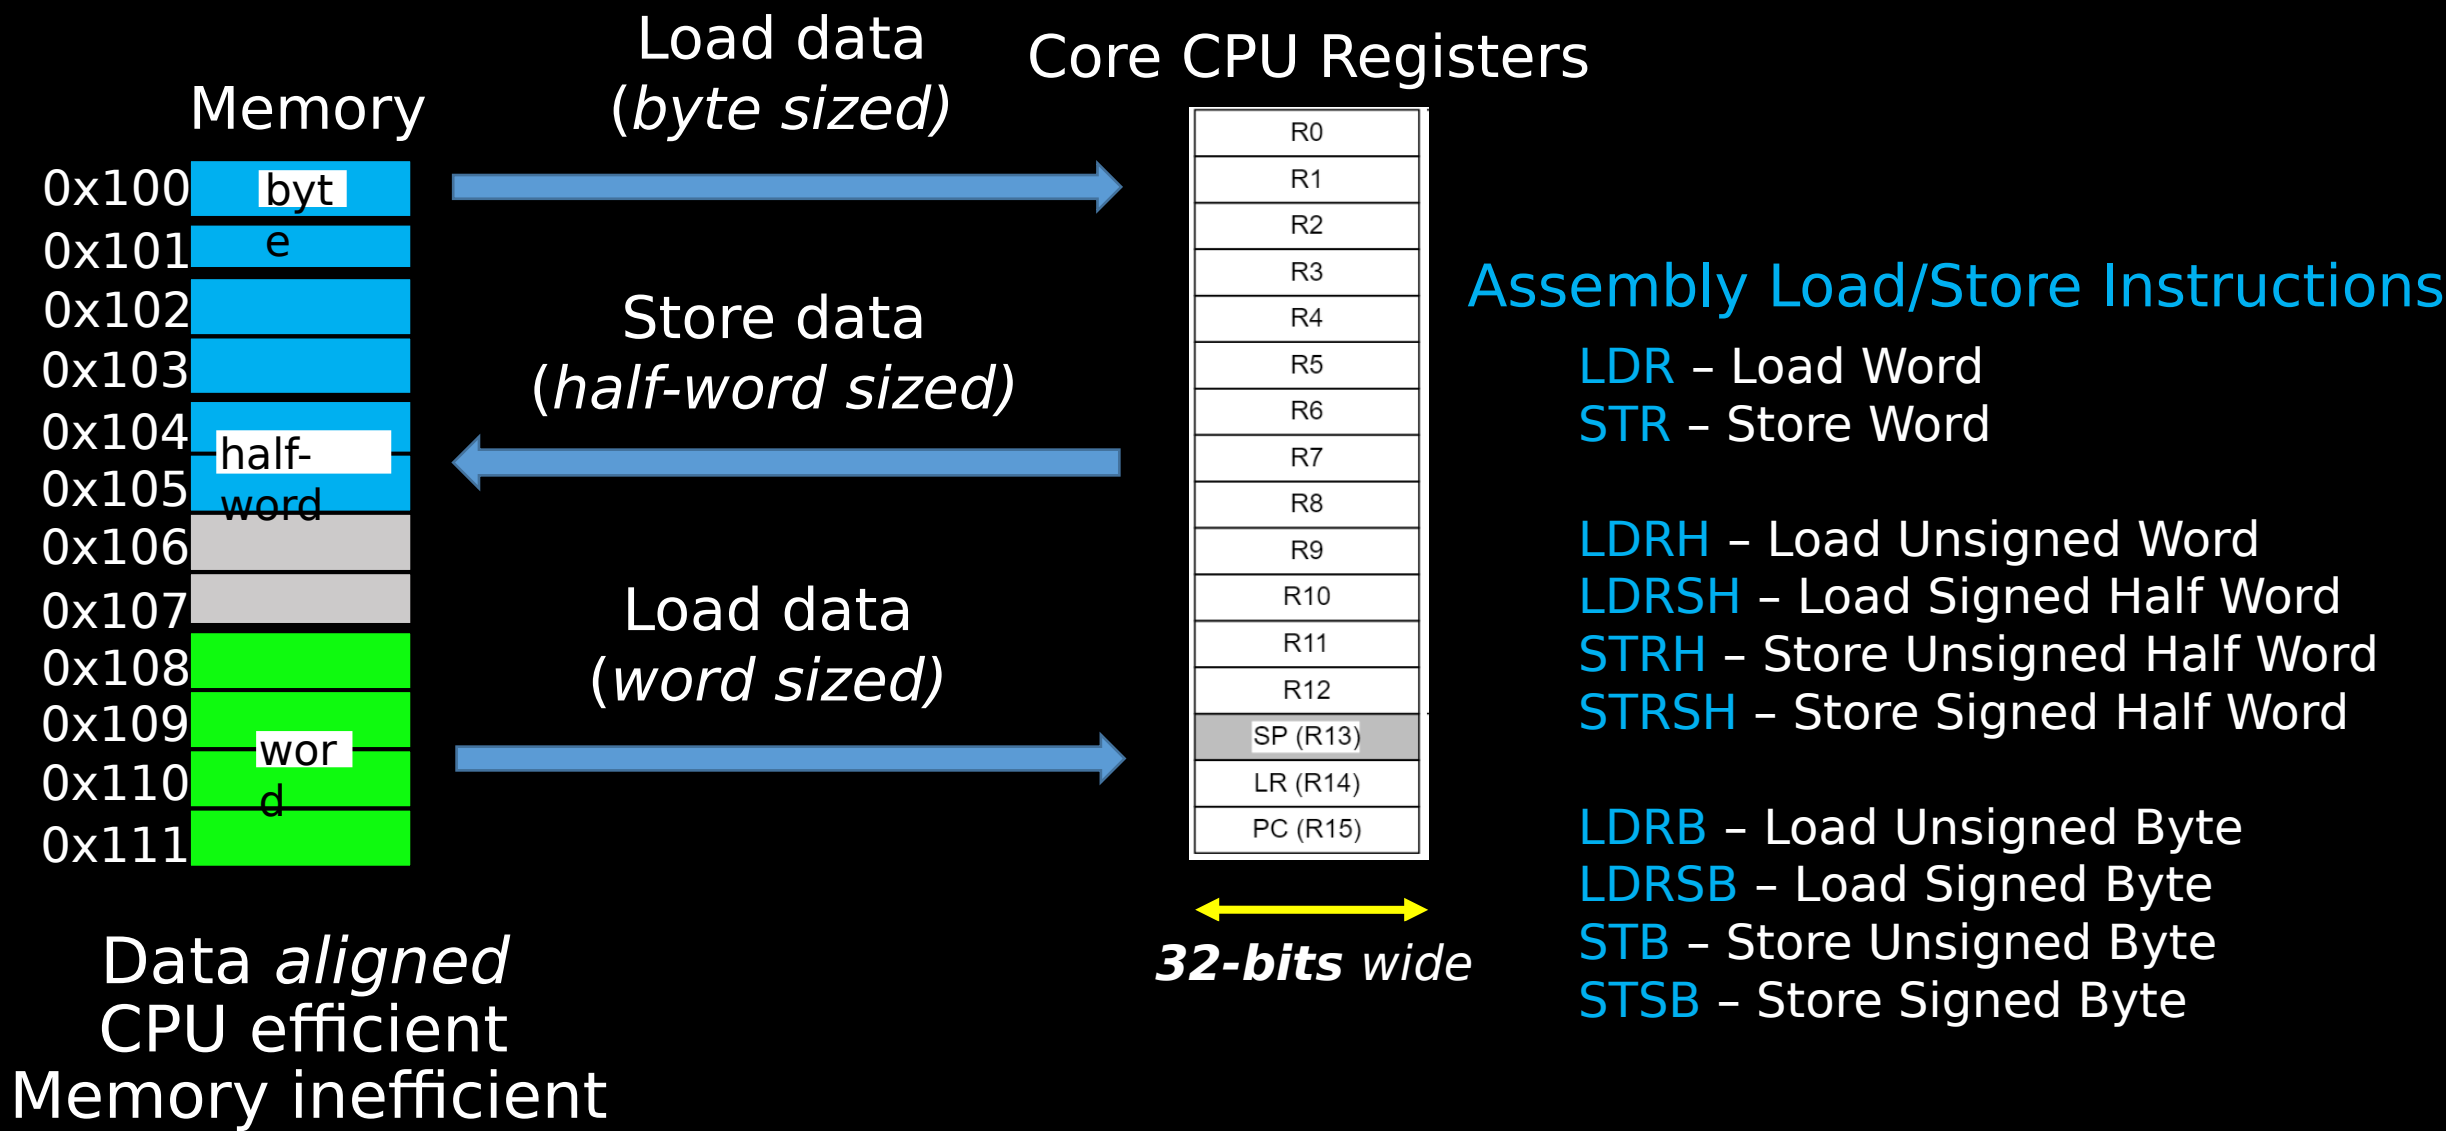 Load data
(byte sized)
Core CPU Registers
Memory
0x100
byt
e
0x101
0x102
0x103
0x104
half-
word
0x105
0x106
0x107
0x108
0x109
wor
d
0x110
0x111
Store data
(half-word sized)
Load data
(word sized)
R0
R1
R2
R3
R4
R5
R6
R7
R8
R9
R10
R11
R12
SP (R13)
LR (R14)
PC (R15)
32-bits wide
Assembly Load/Store Instructions
LDR – Load Word
STR – Store Word
LDRH – Load Unsigned Word
LDRSH – Load Signed Half Word
STRH – Store Unsigned Half Word
STRSH – Store Signed Half Word
LDRB – Load Unsigned Byte
LDRSB – Load Signed Byte
STB – Store Unsigned Byte
STSB – Store Signed Byte
Data aligned
CPU efficient
Memory inefficient